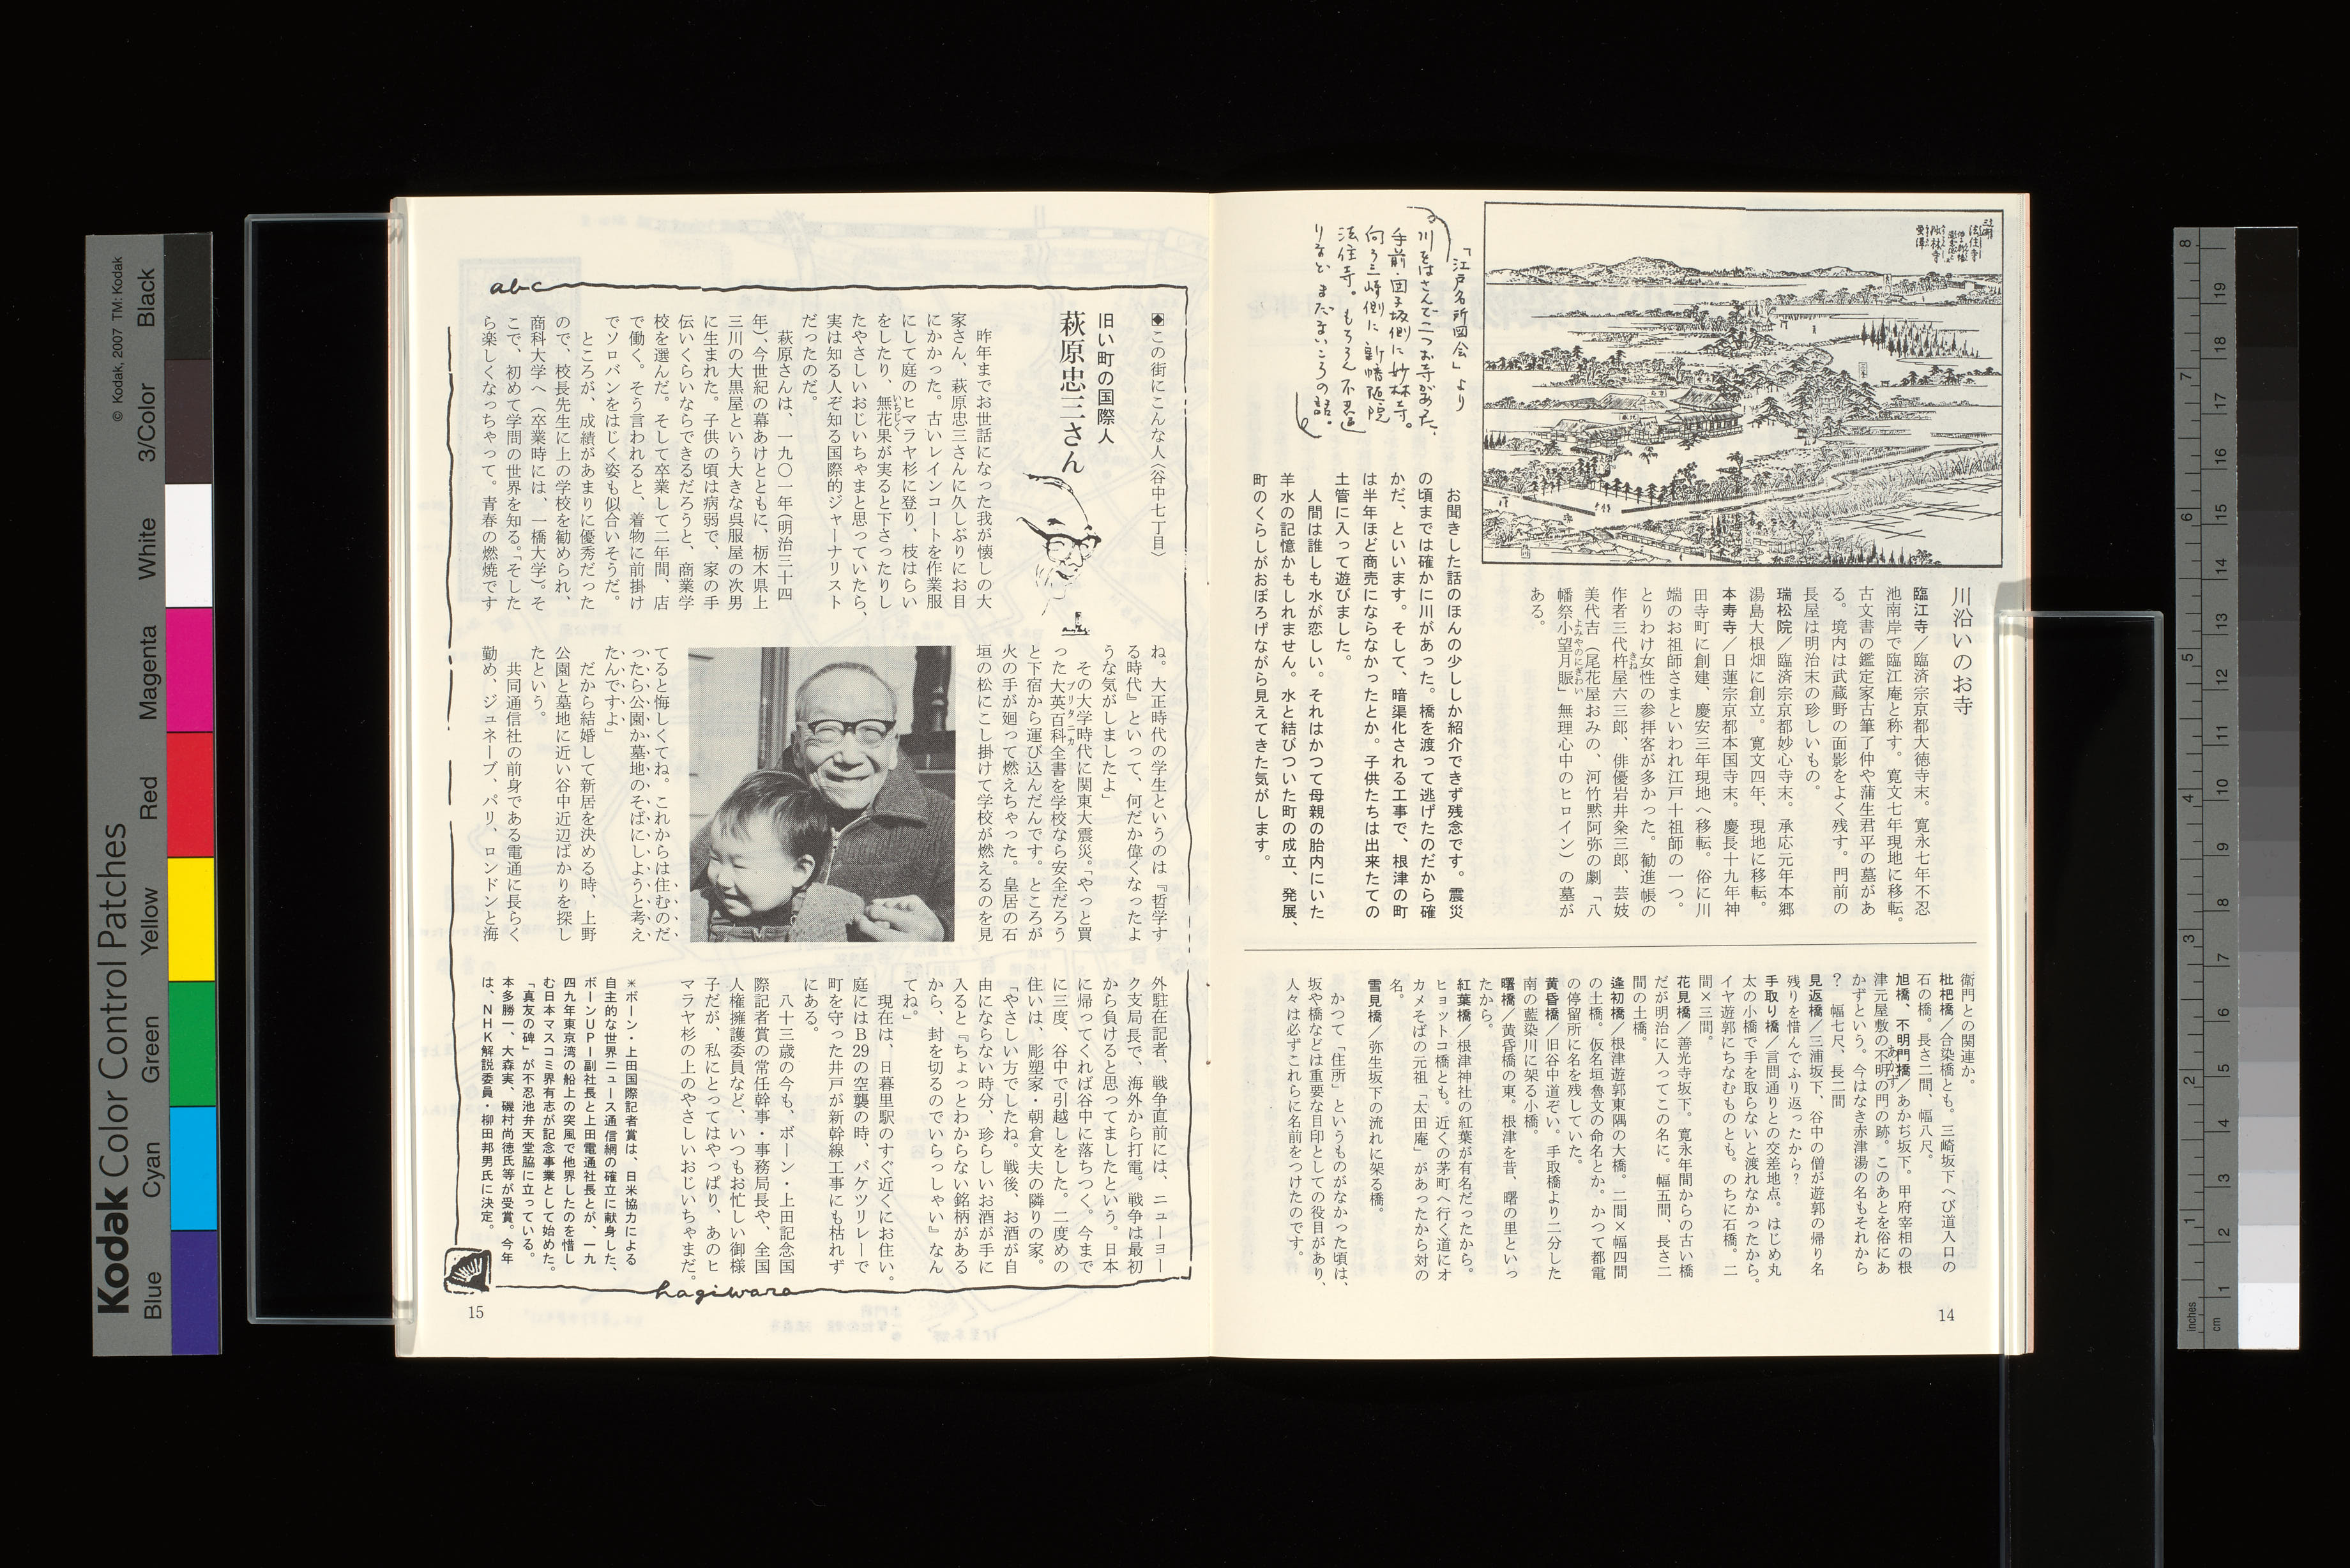 「江戸名所図会」より
川をはさんで二つお寺があった、
手前・団子坂側に妙林寺。
向う三崎側に新幡随院
法住寺。もちろん不忍通
りなど、まだないころの話。
お聞きした話のほんの少ししか紹介できず残念です。震災
の頃までは確かに川があった。橋を渡って逃げたのだから確
かだ、といいます。そして、暗渠化される工事で、根津の町
は半年ほど商売にならなかったとか。子供たちは出来たての
土管に入って遊びました。
人間は誰しも水が恋しい。それはかつて母親の胎内にいた
羊水の記憶かもしれません。水と結びついた町の成立、発展、
町のくらしがおぼろげながら見えてきた気がします。
川沿いのお寺
臨江寺/臨済宗京都大徳寺末。寛永七年不忍
池南岸で臨江庵と称す。寛文七年現地に移転。
古文書の鑑定家古筆了仲や蒲生君平の墓があ
る。境内は武蔵野の面影をよく残す。門前の
長屋は明治末の珍しいもの。
瑞松院/臨済宗京都妙心寺末。承応元年本郷
湯島大根畑に創立。寛文四年、現地に移転。
本寿寺/日蓮宗京都本国寺末。慶長十九年神
田寺町に創建、慶安三年現地へ移転。俗に川
端のお祖師さまといわれ江戸十祖師の一つ。
とりわけ女性の参拝客が多かった。勧進帳の
作者三代杵屋六三郎、俳優岩井粂三郎、芸妓
美代吉(尾花屋おみの、河竹黙阿弥の劇「八
幡祭小望月賑」無理心中のヒロイン)の墓が
ある。
衛門との関連か。
枇杷橋/合染橋とも。三崎坂下へび道入口の
石の橋。長さ二間、幅八尺。
旭橋、不明門橋/あかぢ坂下。甲府宰相の根
津元屋敷の不明の門の跡。このあとを俗にあ
かずという。今はなき赤津湯の名もそれから
? 幅七尺、長二間
見返橋/三浦坂下、谷中の僧が遊郭の帰り名
残りを惜んでふり返ったから?
手取り橋/言問通りとの交差地点。はじめ丸
太の小橋で手を取らないと渡れなかったから。
イヤ遊郭にちなむものとも。のちに石橋。二
間×三間。
花見橋/善光寺坂下。寛永年間からの古い橋
だが明治に入ってこの名に。幅五間、長さ二
間の土橋。
逢初橋/根津遊郭東隅の大橋。二間×幅四間
の土橋。仮名垣魯文の命名とか。かつて都電
の停留所に名を残していた。
黄昏橋/旧谷中道ぞい。手取橋より二分した
南の藍染川に架る小橋。
曙橋/黄昏橋の東。根津を昔、曙の里といっ
たから。
紅葉橋/根津神社の紅葉が有名だったから。
ヒョットコ橋とも。近くの茅町へ行く道にオ
カメそばの元祖「太田庵」があったから対の
名。
雪見橋/弥生坂下の流れに架る橋。
かつて「住所」というものがなかった頃は、
坂や橋などは重要な目印としての役目があり、
人々は必ずこれらに名前をつけたのです。
14
abc
◆この街にこんな人(谷中七丁目)
旧い町の国際人
萩原忠三さん
昨年までお世話になった我が懐しの大
家さん、萩原忠三さんに久しぶりにお目
にかかった。古いレインコートを作業服
にして庭のヒマラヤ杉に登り、枝はらい
をしたり、無花果が実ると下さったりし
たやさしいおじいちゃまと思っていたら、
実は知る人ぞ知る国際的ジャーナリスト
だったのだ。
萩原さんは、一九〇一年(明治三十四
年)、今世紀の幕あけとともに、栃木県上
三川の大黒屋という大きな呉服屋の次男
に生まれた。子供の頃は病弱で、家の手
伝いくらいならできるだろうと、商業学
校を選んだ。そして卒業して二年間、店
で働く。そう言われると、着物に前掛け
でソロバンをはじく姿も似合いそうだ。
ところが、成績があまりに優秀だった
ので、校長先生に上の学校を勧められ、
商科大学へ(卒業時には、一橋大学)。そ
こで、初めて学問の世界を知る。「そした
ら楽しくなっちゃって。青春の燃焼です
ね。大正時代の学生というのは『哲学す
る時代』といって、何だか偉くなったよ
うな気がしましたよ」
その大学時代に関東大震災。「やっと買
った大英百科全書を学校なら安全だろう
と下宿から運び込んだんです。ところが
火の手が廻って燃えちゃった。皇居の石
垣の松にこし掛けて学校が燃えるのを見
てると悔しくてね。これからは住むのだ
ったら公園か墓地のそばにしようと考え
たんですよ」
だから結婚して新居を決める時、上野
公園と墓地に近い谷中近辺ばかりを探し
たという。
共同通信社の前身である電通に長らく
勤め、ジュネーブ、パリ、ロンドンと海
外駐在記者、戦争直前には、ニューヨー
ク支局長で、海外から打電。戦争は最初
から負けると思ってましたという。日本
に帰ってくれば谷中に落ちつく。今まで
に三度、谷中で引越しをした。二度めの
住いは、彫塑家・朝倉文夫の隣りの家。
「やさしい方でしたね。戦後、お酒が自
由にならない時分、珍らしいお酒が手に
入ると『ちょっとわからない銘柄がある
から、封を切るのでいらっしゃい』なん
てね。」
現在は、日暮里駅のすぐ近くにお住い。
庭にはB29の空襲の時、バケツリレーで
町を守った井戸が新幹線工事にも枯れず
にある。
八十三歳の今も、ボーン・上田記念国
際記者賞の常任幹事・事務局長や、全国
人権擁護委員など、いつもお忙しい御様
子だが、私にとってはやっぱり、あのヒ
マラヤ杉の上のやさしいおじいちゃまだ。
＊ボーン・上田国際記者賞は、日米協力による
自主的な世界ニュース通信網の確立に献身した、
ボーンUPI副社長と上田電通社長とが、一九
四九年東京湾の船上の突風で他界したのを惜し
む日本マスコミ界有志が記念事業として始めた。
「真友の碑」が不忍池弁天堂脇に立っている。
本多勝一、大森実、磯村尚徳氏等が受賞。今年
は、NHK解説委員・柳田邦男氏に決定。
hagiwara
15
Kodak Color Control Patches
© Kodak, 2007 TM: Kodak
Blue Cyan Green Yellow Red Magenta White 3/Color Black
inches 1 2 3 4 5 6 7 8
cm 1 2 3 4 5 6 7 8 9 10 11 12 13 14 15 16 17 18 19